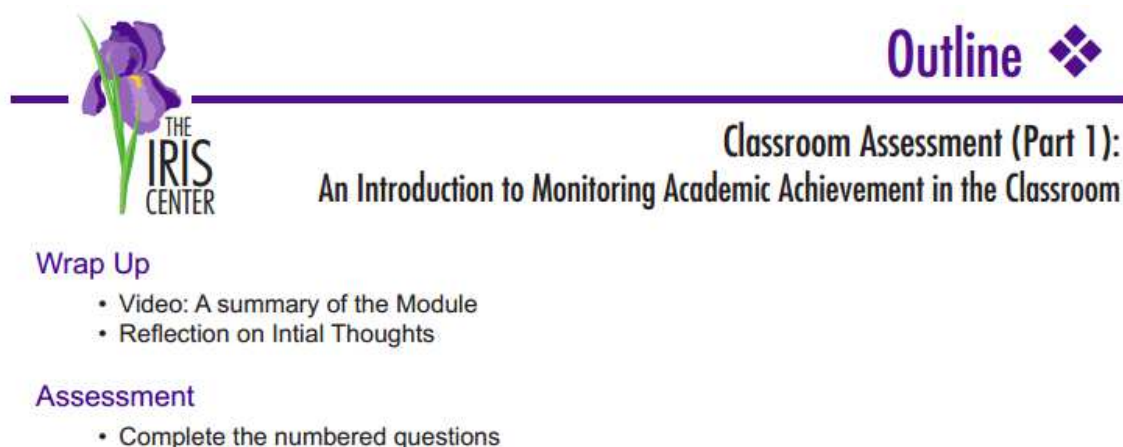 Outline ❖
THE
IRIS
CENTER
Classroom Assessment (Part 1):
An Introduction to Monitoring Academic Achievement in the Classroom
Wrap Up
• Video: A summary of the Module
• Reflection on Intial Thoughts
Assessment
• Complete the numbered questions